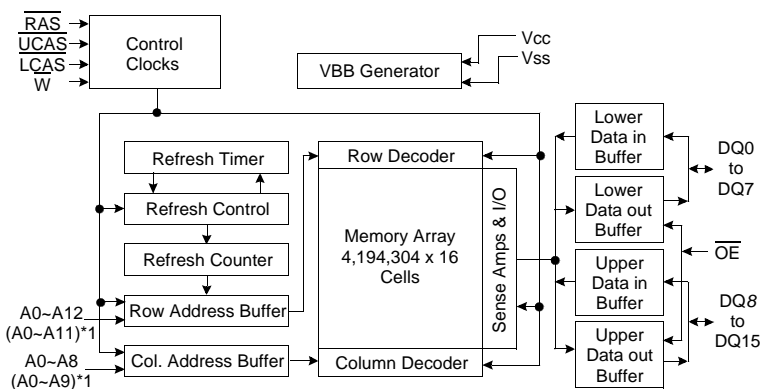 RAS
UCAS
LCAS
W
Control
Clocks
VBB Generator
Vcc
Vss
Refresh Timer
Refresh Control
Refresh Counter
Row Address Buffer
Col. Address Buffer
A0~A12
(A0~A11)*1
A0~A8
(A0~A9)*1
Row Decoder
Memory Array
4,194,304 x 16
Cells
Column Decoder
Sense Amps & I/O
Lower
Data in
Buffer
Lower
Data out
Buffer
Upper
Data in
Buffer
Upper
Data out
Buffer
DQ0
to
DQ7
OE
DQ8
to
DQ15